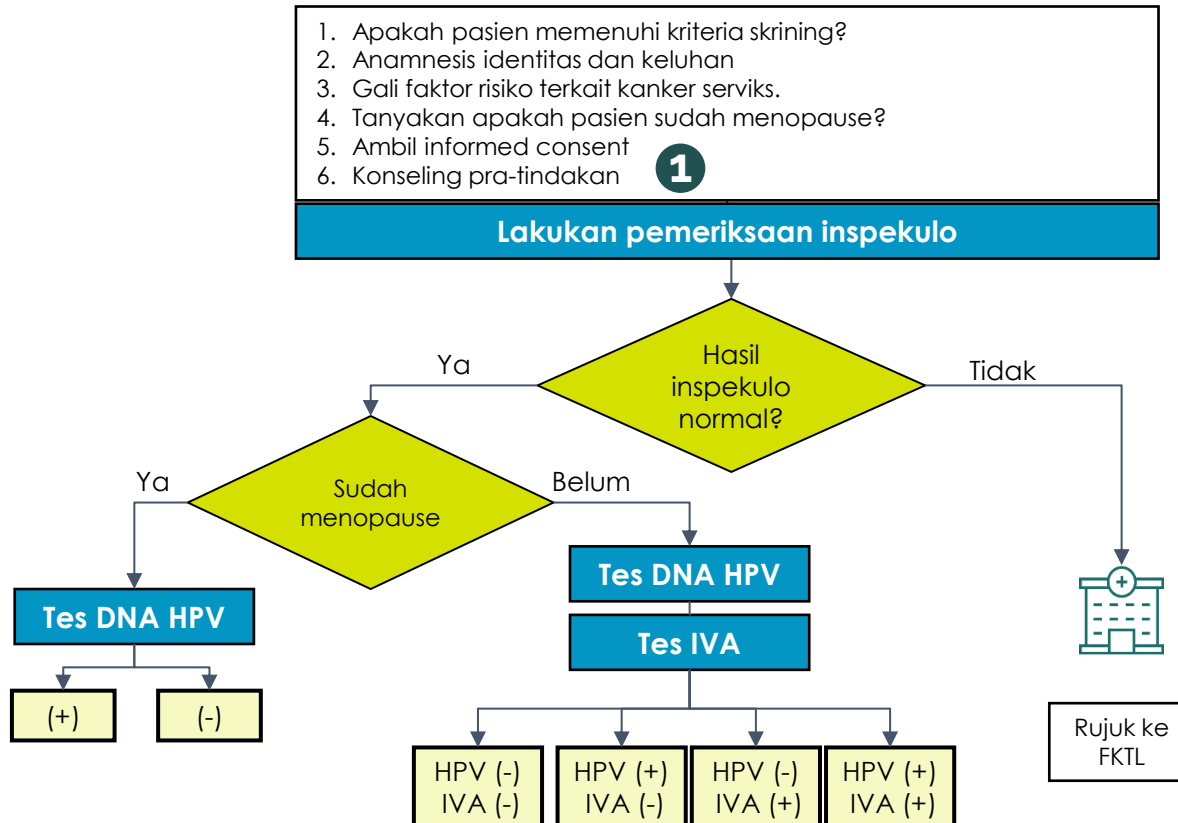 1. Apakah pasien memenuhi kriteria skrining?
2. Anamnesis identitas dan keluhan
3. Gali faktor risiko terkait kanker serviks.
4. Tanyakan apakah pasien sudah menopause?
5. Ambil informed consent
6. Konseling pra-tindakan
1
Lakukan pemeriksaan inspekulo
Hasil
inspekulo
normal?
Ya
Tidak
Sudah
menopause
Ya
Belum
Tes DNA HPV
Tes IVA
Tes DNA HPV
(+)
(-)
HPV (-)
IVA (-)
HPV (+)
IVA (-)
HPV (-)
IVA (+)
HPV (+)
IVA (+)
Rujuk ke
FKTL